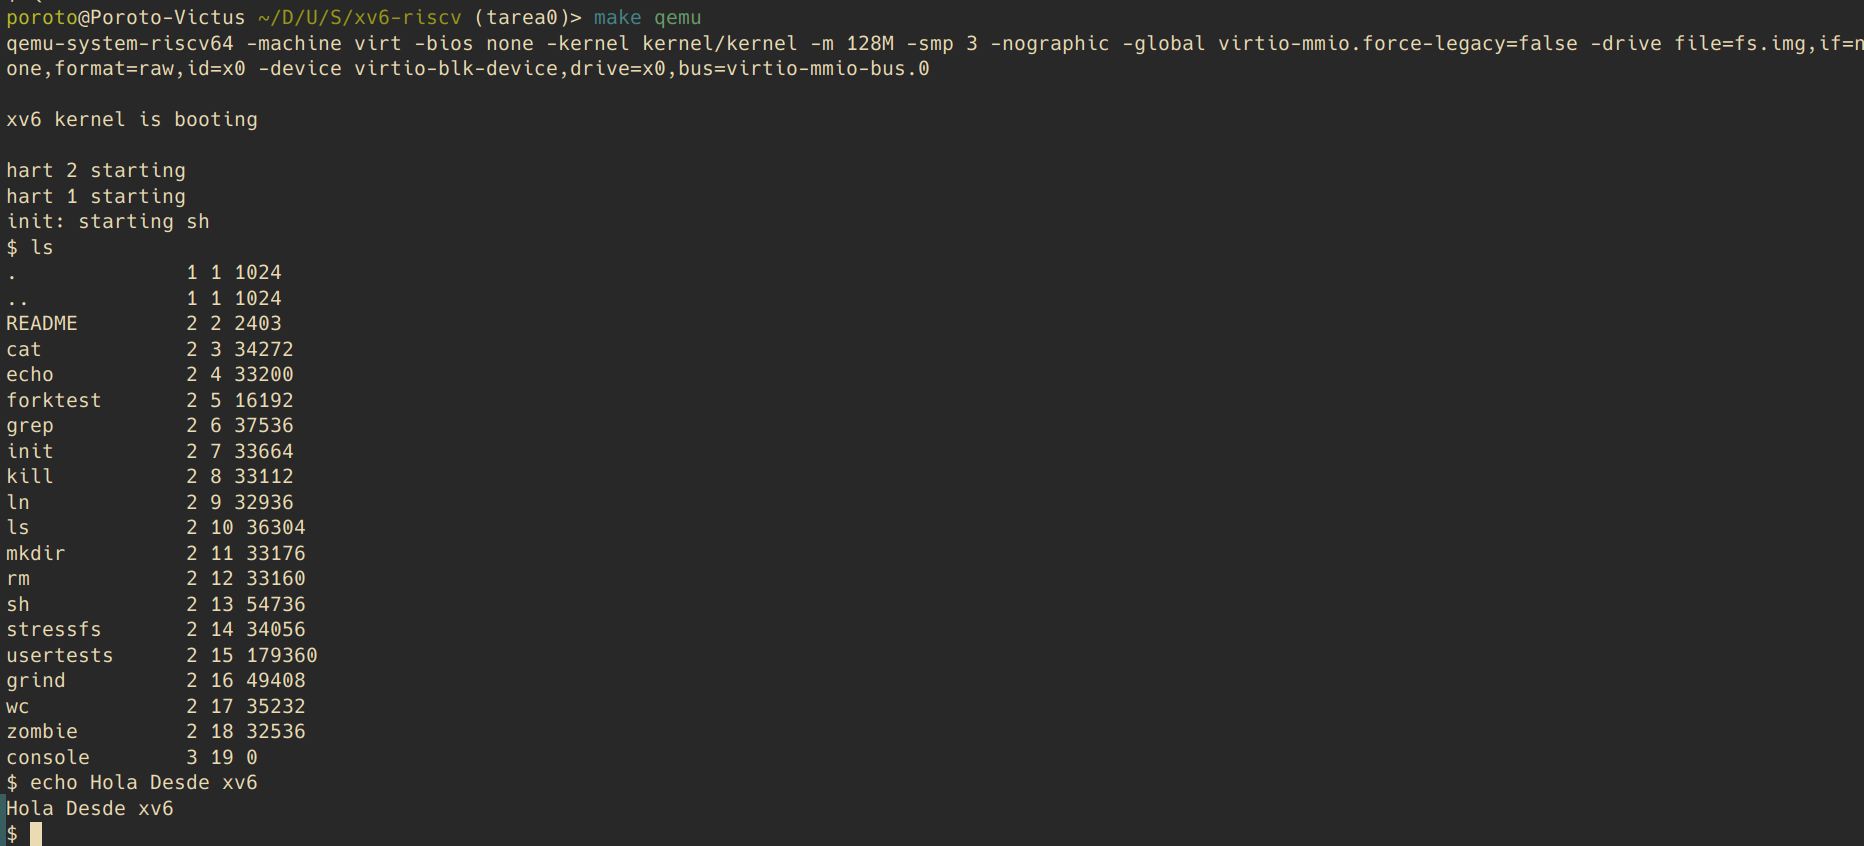 poroto@Poroto-Victus ~/D/U/S/xv6-riscv (tarea0)> make qemu
qemu-system-riscv64 -machine virt -bios none -kernel kernel/kernel -m 128M -smp 3 -nographic -global virtio-mmio.force-legacy=false -drive file=fs.img,if=n
one,format=raw,id=x0 -device virtio-blk-device,drive=x0,bus=virtio-mmio-bus.0
xv6 kernel is booting
hart 2 starting
hart 1 starting
init: starting sh
$ ls
.              1 1 1024
..             1 1 1024
README         2 2 2403
cat            2 3 34272
echo           2 4 33200
forktest       2 5 16192
grep           2 6 37536
init           2 7 33664
kill           2 8 33112
ln             2 9 32936
ls             2 10 36304
mkdir          2 11 33176
rm             2 12 33160
sh             2 13 54736
stressfs       2 14 34056
usertests      2 15 179360
grind          2 16 49408
wc             2 17 35232
zombie         2 18 32536
console        3 19 0
$ echo Hola Desde xv6
Hola Desde xv6
$